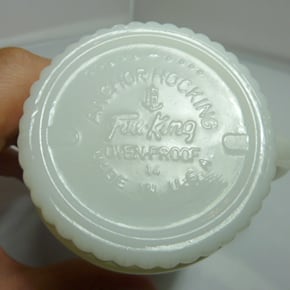 ANCHOR HOCKING
Fire King
OVEN-PROOF
14
MADE IN U.S.A.